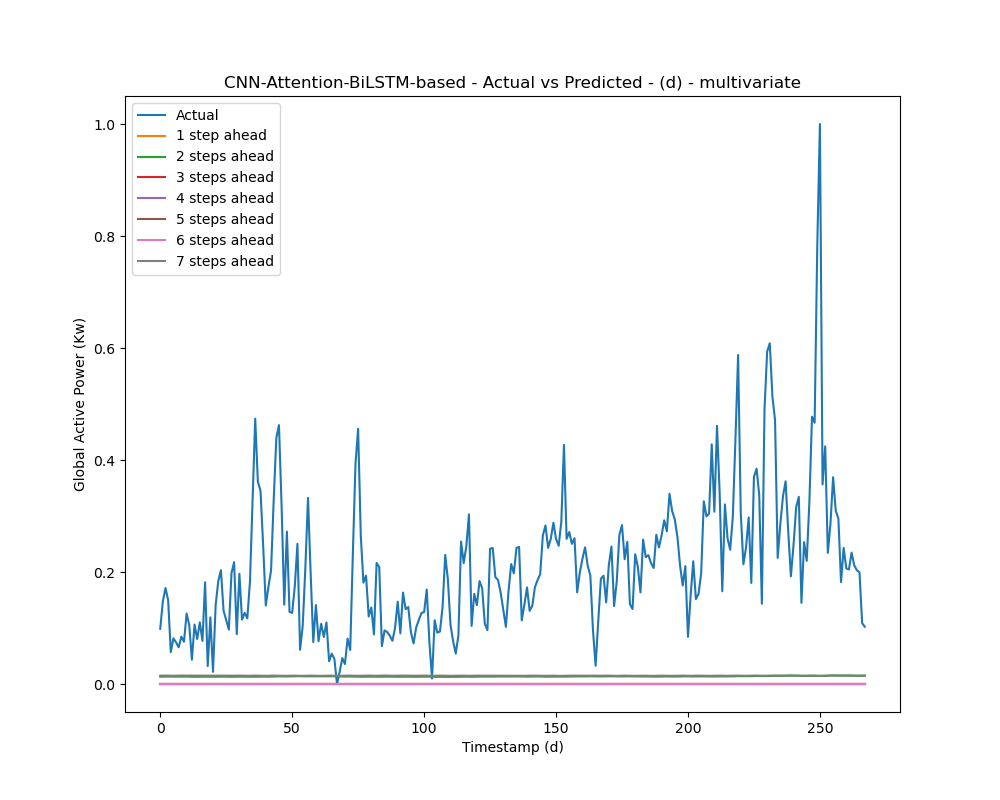 CNN-Attention-BiLSTM-based - Actual vs Predicted - (d) - multivariate
Actual
1 step ahead
2 steps ahead
3 steps ahead
4 steps ahead
5 steps ahead
6 steps ahead
7 steps ahead
1.0
0.8
0.6
0.4
0.2
0.0
Global Active Power (Kw)
0 50 100 150 200 250
Timestamp (d)